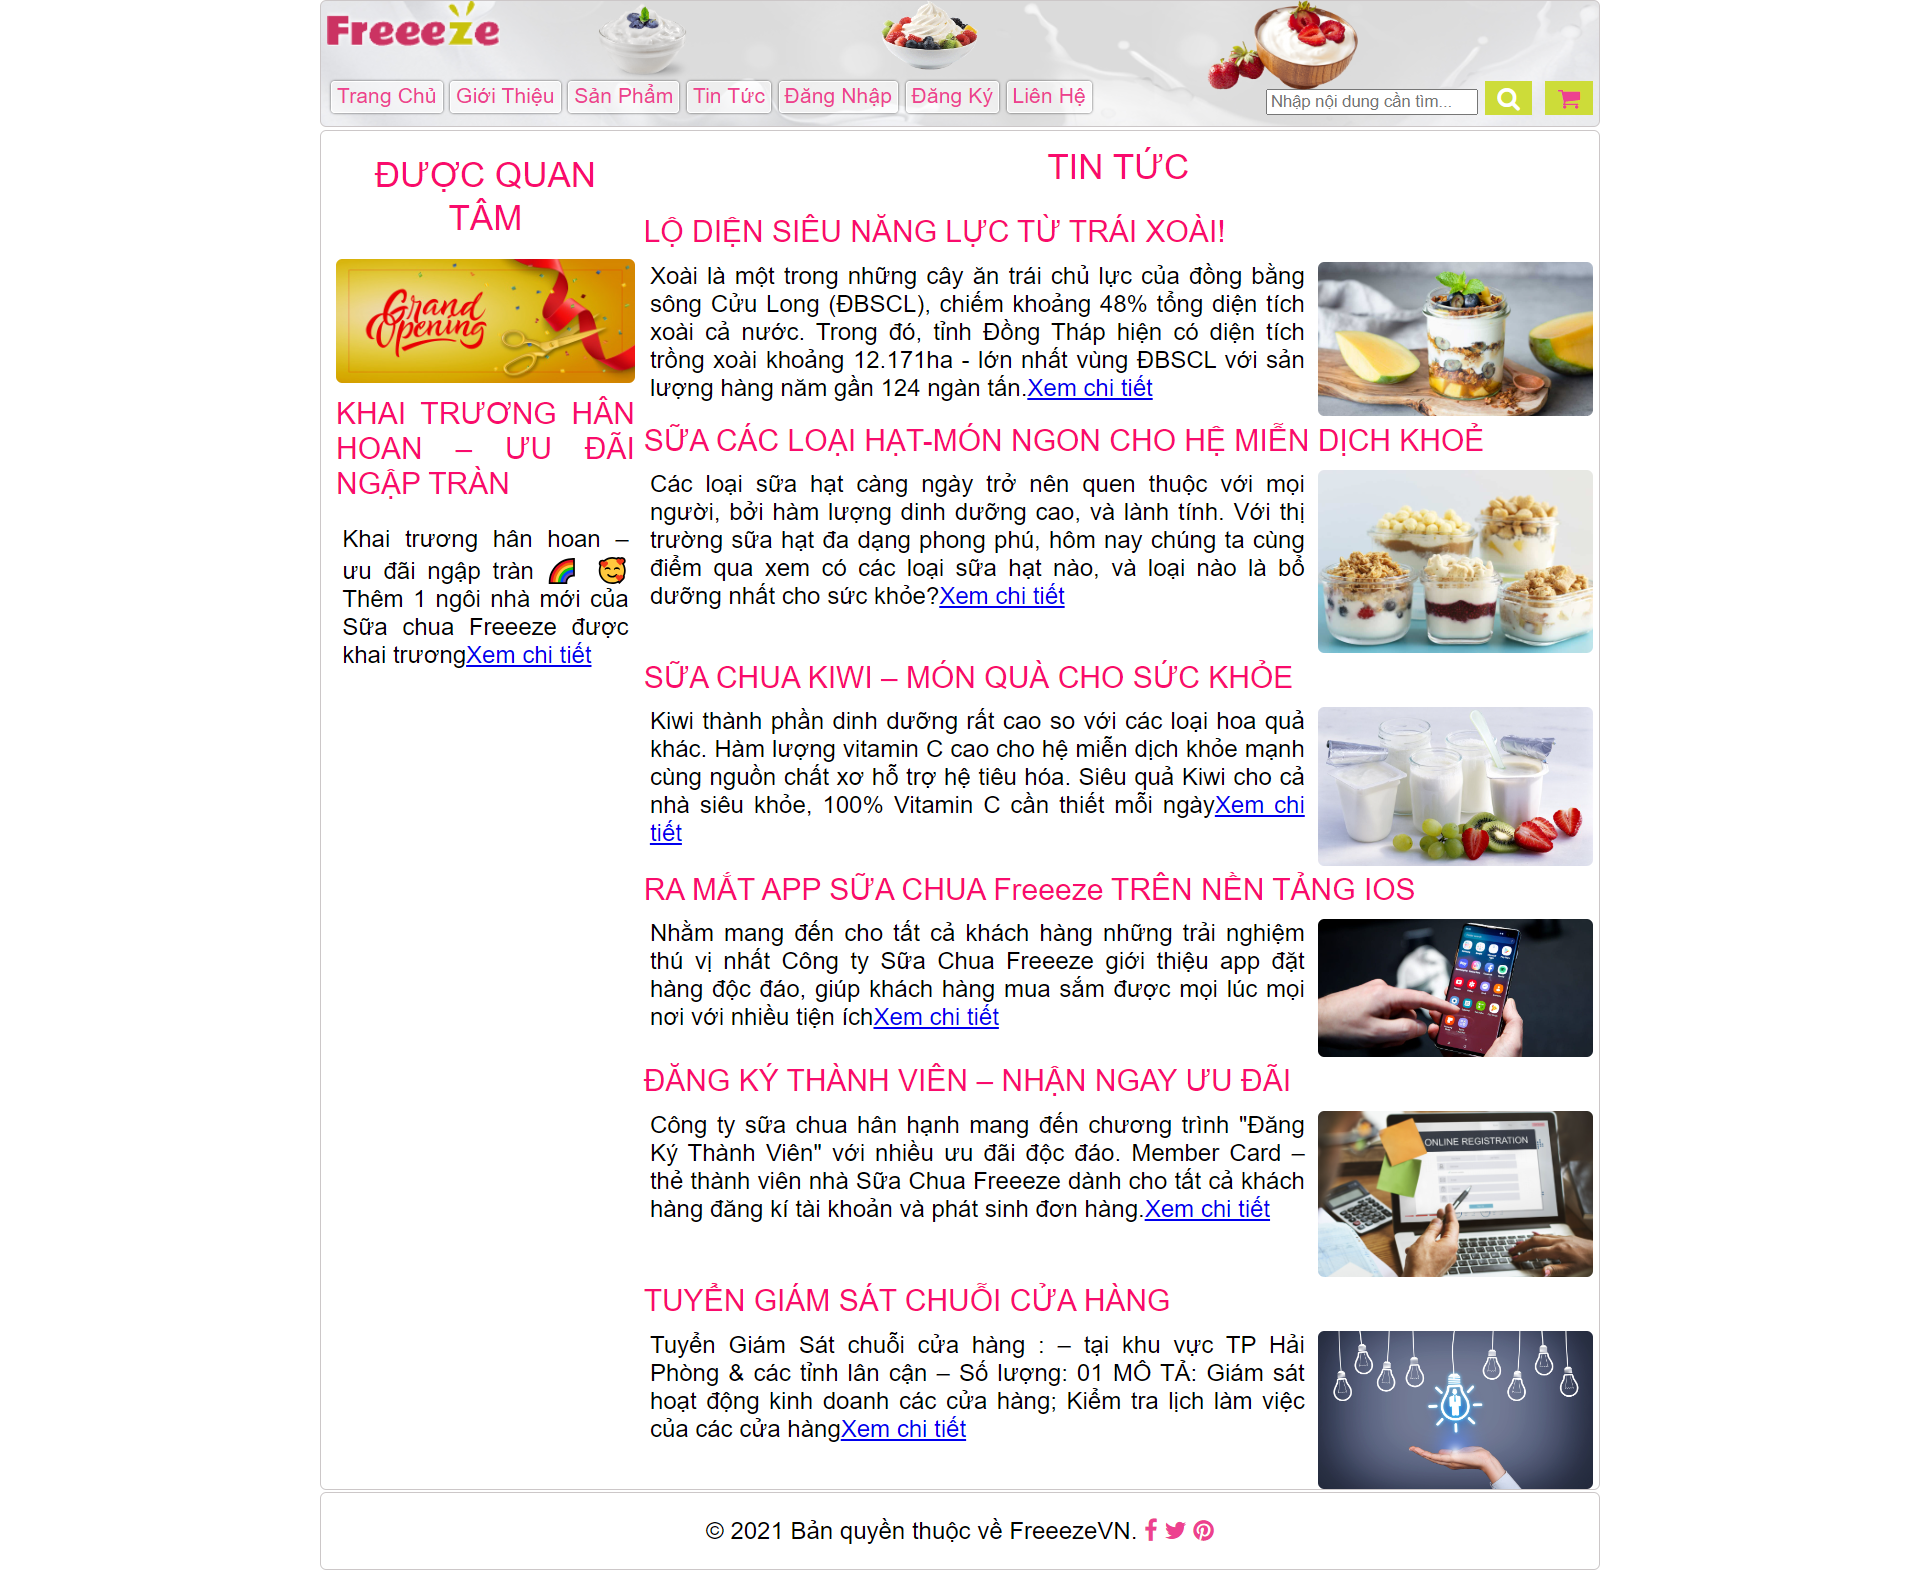 Freeeze
Trang Chủ Giới Thiệu Sản Phẩm Tin Tức Đăng Nhập Đăng Ký Liên Hệ
Nhập nội dung cần tìm...
ĐƯỢC QUAN
TÂM
Grand
Opening
KHAI TRƯƠNG HÂN
HOAN – ƯU ĐÃI
NGẬP TRÀN
Khai trương hân hoan –
ưu đãi ngập tràn 🌈 🥰
Thêm 1 ngôi nhà mới của
Sữa chua Freeeze được
khai trươngXem chi tiết
TIN TỨC
LỘ DIỆN SIÊU NĂNG LỰC TỪ TRÁI XOÀI!
Xoài là một trong những cây ăn trái chủ lực của đồng bằng
sông Cửu Long (ĐBSCL), chiếm khoảng 48% tổng diện tích
xoài cả nước. Trong đó, tỉnh Đồng Tháp hiện có diện tích
trồng xoài khoảng 12.171ha - lớn nhất vùng ĐBSCL với sản
lượng hàng năm gần 124 ngàn tấn.Xem chi tiết
SỮA CÁC LOẠI HẠT-MÓN NGON CHO HỆ MIỄN DỊCH KHOẺ
Các loại sữa hạt càng ngày trở nên quen thuộc với mọi
người, bởi hàm lượng dinh dưỡng cao, và lành tính. Với thị
trường sữa hạt đa dạng phong phú, hôm nay chúng ta cùng
điểm qua xem có các loại sữa hạt nào, và loại nào là bổ
dưỡng nhất cho sức khỏe?Xem chi tiết
SỮA CHUA KIWI – MÓN QUÀ CHO SỨC KHỎE
Kiwi thành phần dinh dưỡng rất cao so với các loại hoa quả
khác. Hàm lượng vitamin C cao cho hệ miễn dịch khỏe mạnh
cùng nguồn chất xơ hỗ trợ hệ tiêu hóa. Siêu quả Kiwi cho cả
nhà siêu khỏe, 100% Vitamin C cần thiết mỗi ngàyXem chi
tiết
RA MẮT APP SỮA CHUA Freeeze TRÊN NỀN TẢNG IOS
Nhằm mang đến cho tất cả khách hàng những trải nghiệm
thú vị nhất Công ty Sữa Chua Freeeze giới thiệu app đặt
hàng độc đáo, giúp khách hàng mua sắm được mọi lúc mọi
nơi với nhiều tiện íchXem chi tiết
ĐĂNG KÝ THÀNH VIÊN – NHẬN NGAY ƯU ĐÃI
Công ty sữa chua hân hạnh mang đến chương trình "Đăng
Ký Thành Viên" với nhiều ưu đãi độc đáo. Member Card –
thẻ thành viên nhà Sữa Chua Freeeze dành cho tất cả khách
hàng đăng kí tài khoản và phát sinh đơn hàng.Xem chi tiết
ONLINE REGISTRATION
TUYỂN GIÁM SÁT CHUỖI CỬA HÀNG
Tuyển Giám Sát chuỗi cửa hàng : – tại khu vực TP Hải
Phòng & các tỉnh lân cận – Số lượng: 01 MÔ TẢ: Giám sát
hoạt động kinh doanh các cửa hàng; Kiểm tra lịch làm việc
của các cửa hàngXem chi tiết
© 2021 Bản quyền thuộc về FreeezeVN.